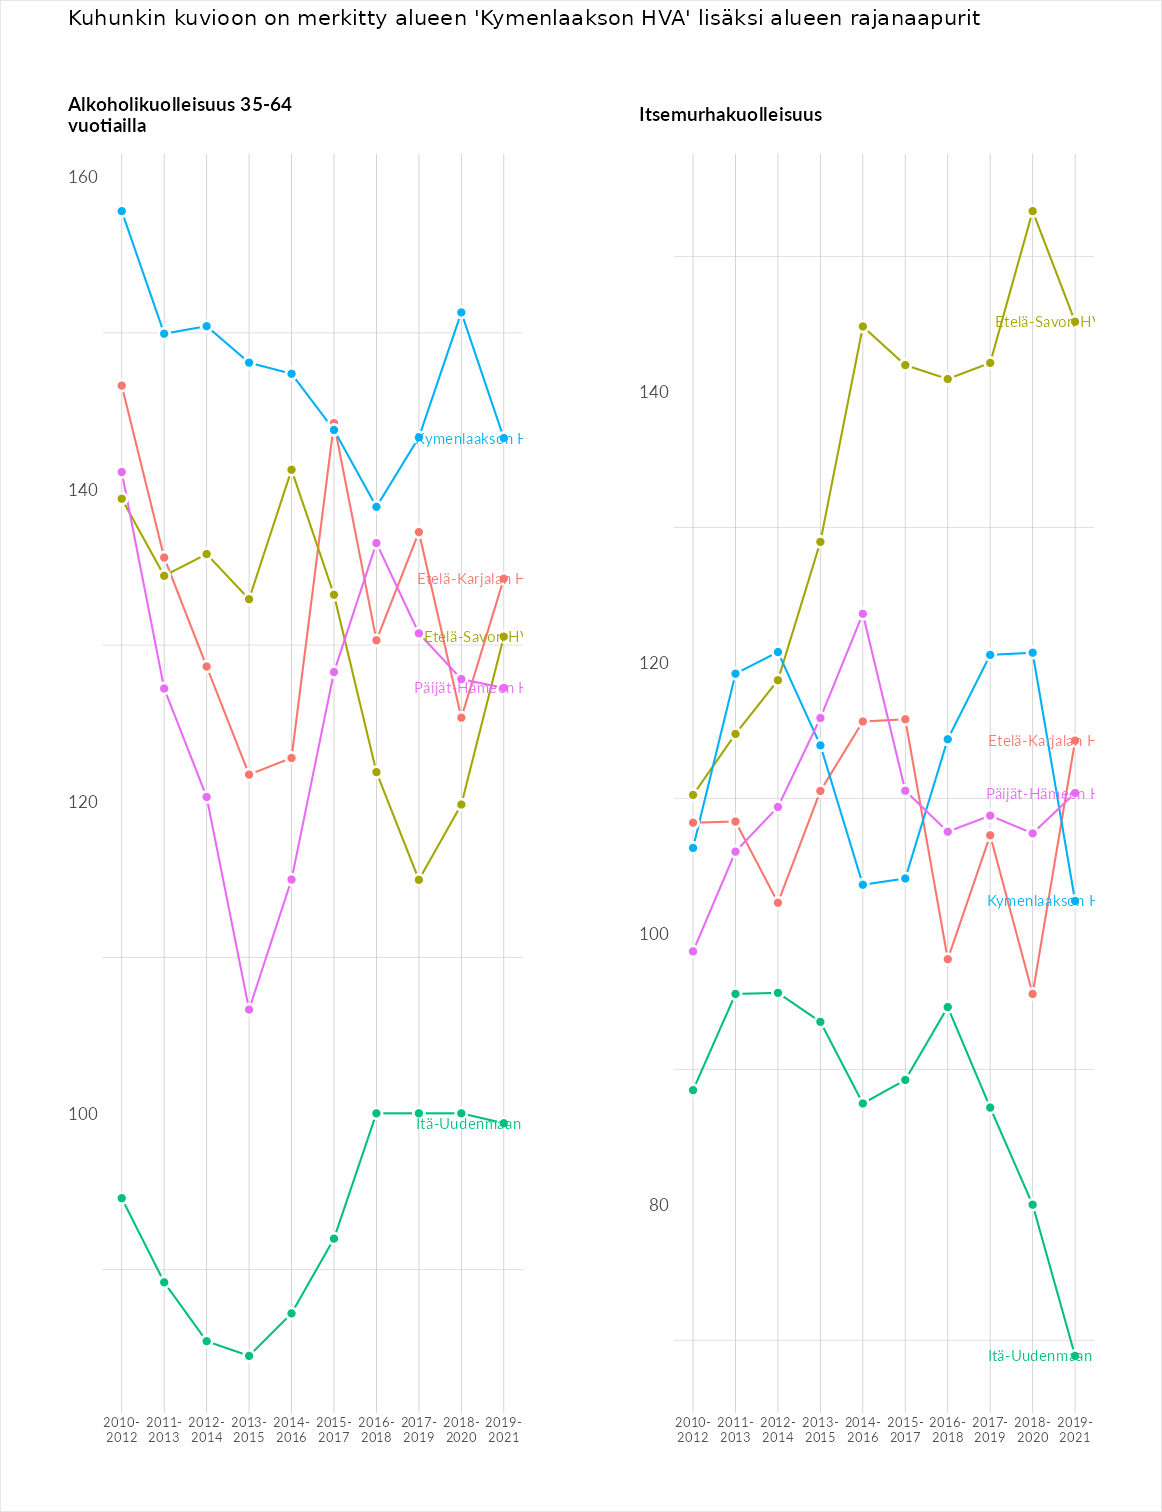 Kuhunkin kuvioon on merkitty alueen 'Kymenlaakson HVA' lisäksi alueen rajanaapurit
Alkoholikuolleisuus 35-64
vuotiailla
160
140
120
100
Kymenlaakson H
Etelä-Karjalan H
Etelä-Savon HV
Päijät-Hämeen H
Itä-Uudenmaan
2010-2012
2011-2013
2012-2014
2013-2015
2014-2016
2015-2017
2016-2018
2017-2019
2018-2020
2019-2021
Itsemurhakuolleisuus
140
120
100
80
Etelä-Savon HV
Etelä-Karjalan H
Päijät-Hämeen H
Kymenlaakson H
Itä-Uudenmaan
2010-2012
2011-2013
2012-2014
2013-2015
2014-2016
2015-2017
2016-2018
2017-2019
2018-2020
2019-2021